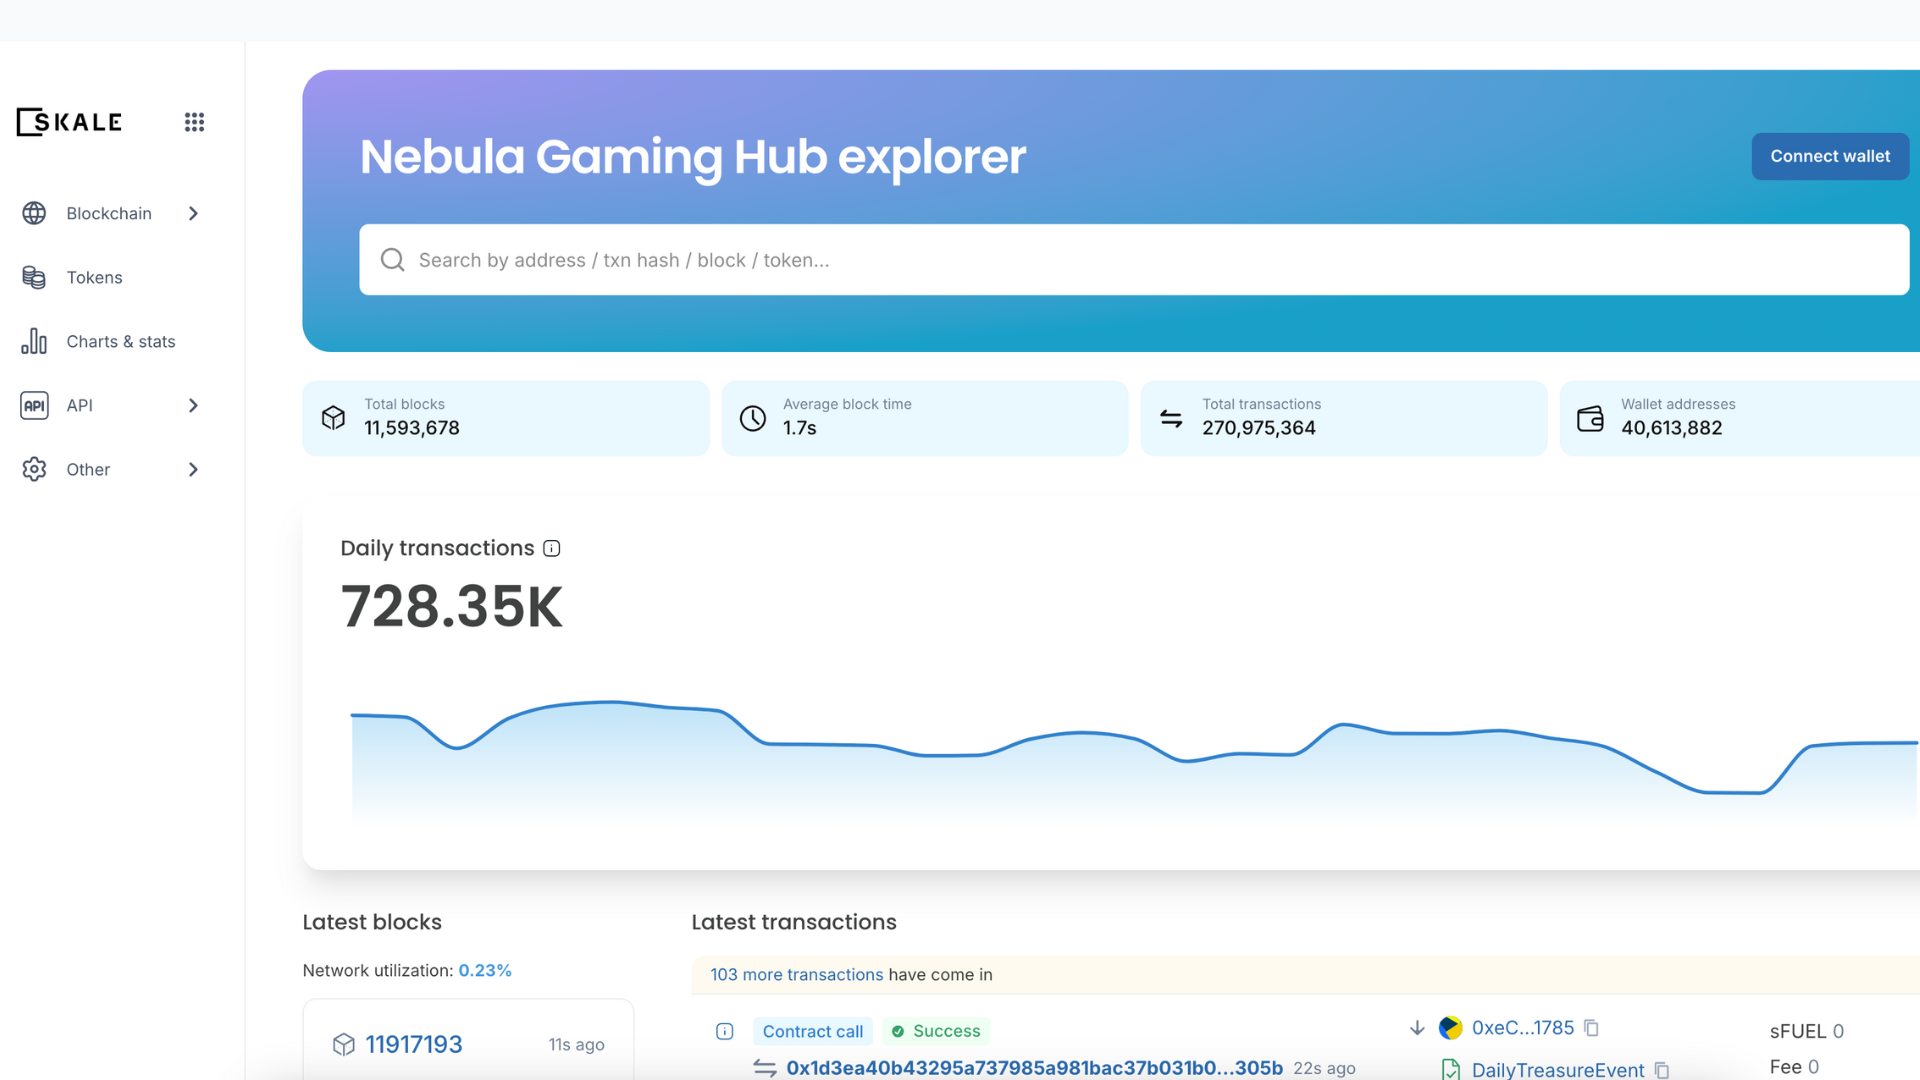 SKALE
Blockchain
Tokens
Charts & stats
API
API
Other
Nebula Gaming Hub explorer
Connect wallet
Search by address / txn hash / block / token...
Total blocks
11,593,678
Average block time
1.7s
Total transactions
270,975,364
Wallet addresses
40,613,882
Daily transactions
728.35K
Latest blocks
Network utilization: 0.23%
11917193 11s ago
Latest transactions
103 more transactions have come in
Contract call Success
0x1d3ea40b43295a737985a981bac37b031b0...305b 22s ago
0xeC...1785
DailyTreasureEvent
sFUEL 0
Fee 0